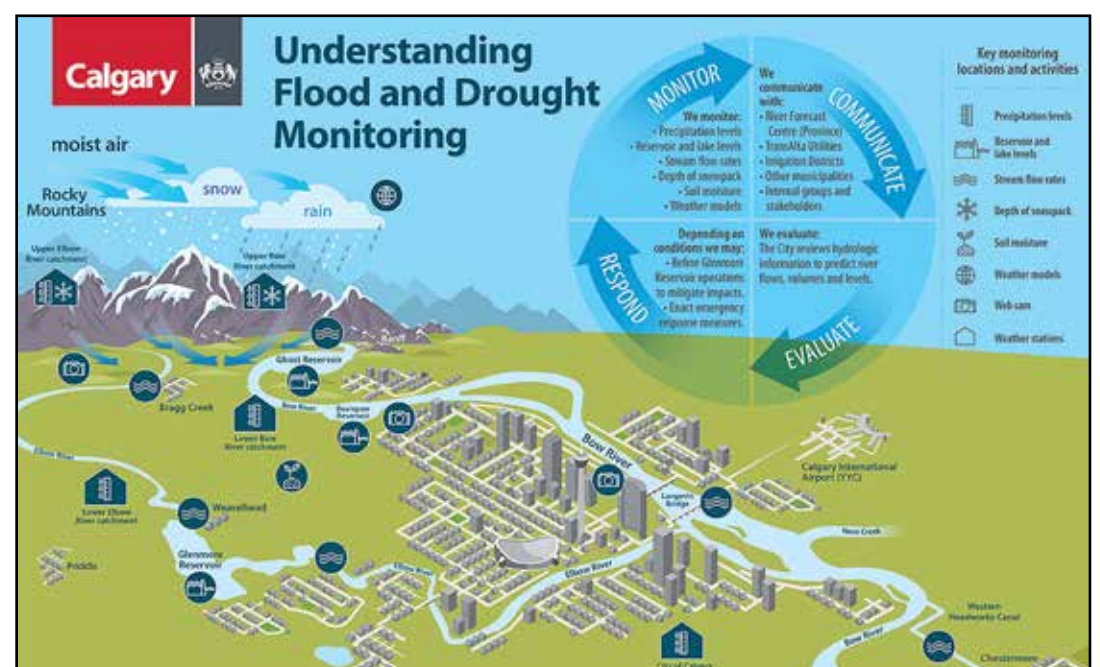 Calgary
Understanding
Flood and Drought
Monitoring
moist air
snow
rain
Rocky
Mountains
Upper Elbow
River catchment
Upper Bow
River catchment
MONITOR
We monitor:
• Precipitation levels
• Reservoir and lake levels
• Stream flow rates
• Depth of snowpack
• Soil moisture
• Weather models
COMMUNICATE
We
communicate
with:
• River Forecast
Centre (Province)
• TransAlta Utilities
• Irrigation Districts
• Other municipalities
• Internal groups and
stakeholders
RESPOND
Depending on
conditions we may:
• Refine Glenmore
Reservoir operations
to mitigate impacts.
• Enact emergency
response measures.
EVALUATE
We evaluate:
The City reviews hydrologic
information to predict river
flows, volumes and levels.
Key monitoring
locations and activities
Precipitation levels
Reservoir and
lake levels
Stream flow rates
Depth of snowpack
Soil moisture
Weather models
Web cam
Weather stations
Banff
Ghost Reservoir
Bow River
Bearspaw
Reservoir
Bragg Creek
Lower Bow
River catchment
Elbow River
Lower Elbow
River catchment
Weaselhead
Glenmore
Reservoir
Priddis
Elbow River
Elbow River
Bow River
Langevin
Bridge
Calgary International
Airport (YYC)
Nose Creek
Western
Headworks Canal
Chestermere
Bow River
City of Calgary